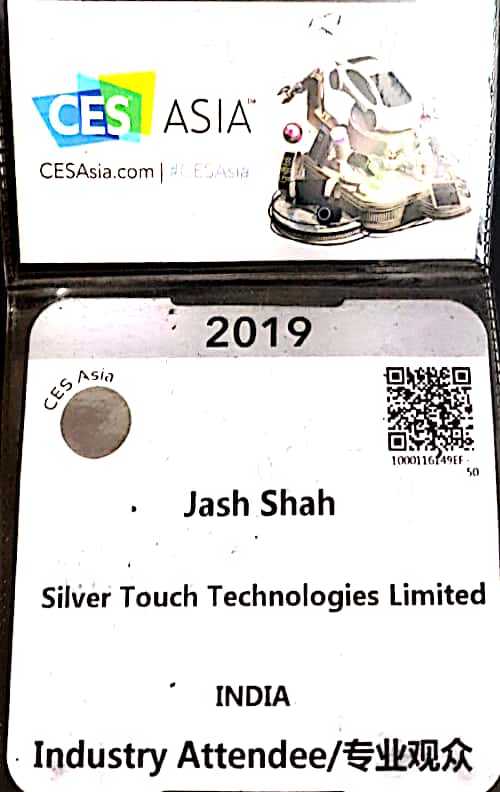 CES ASIA™
CESAsia.com | #CESAsia
2019
CES Asia
1000116149EF-
50
Jash Shah
Silver Touch Technologies Limited
INDIA
Industry Attendee/专业观众